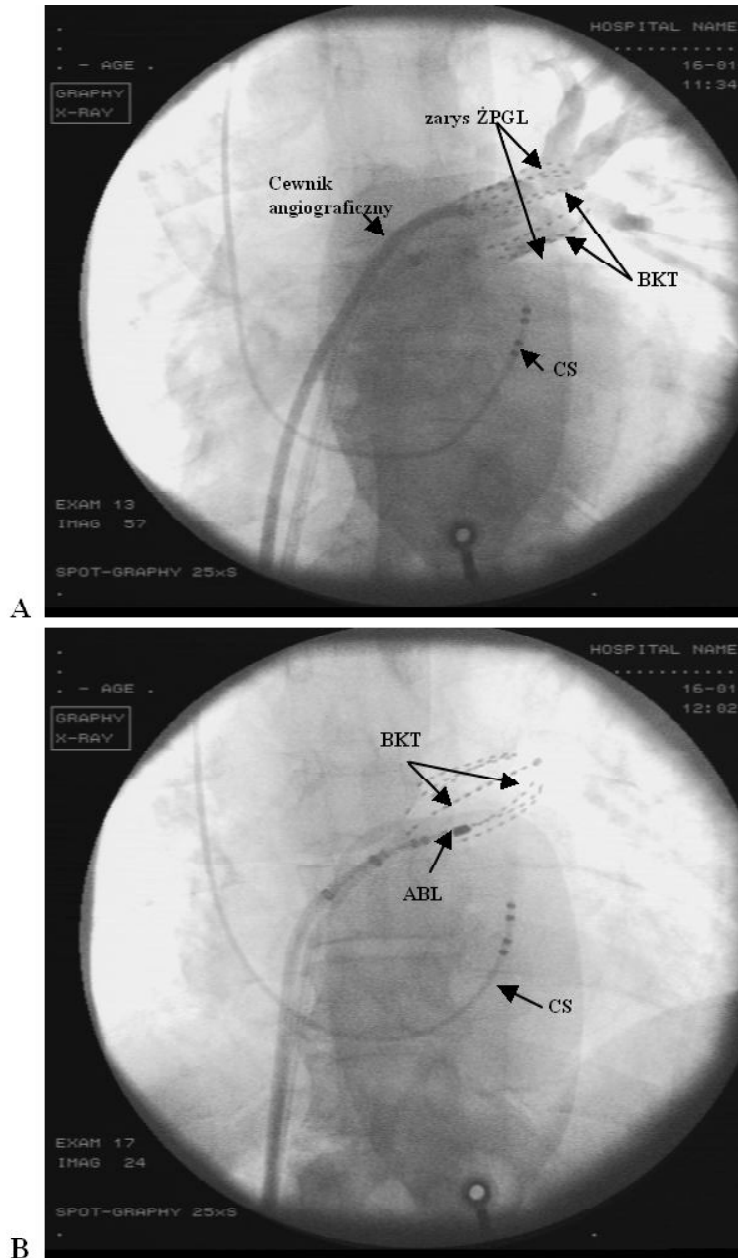 HOSPITAL NAME
. - AGE .
16-01
GRAPHY
X-RAY
11:34
zarys ŻPGL
Cewnik
angiograficzny
BKT
CS
EXAM 13
IMAG 57
SPOT-GRAPHY 25xS
A
HOSPITAL NAME
. - AGE .
16-01
GRAPHY
X-RAY
12:02
BKT
ABL
CS
EXAM 17
IMAG 24
SPOT-GRAPHY 25xS
B